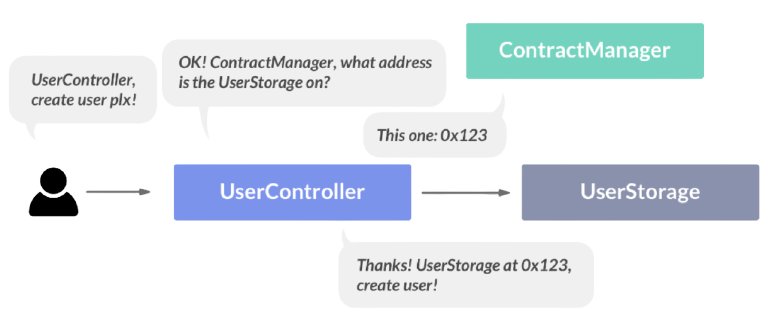 ContractManager
OK! ContractManager, what address
is the UserStorage on?
UserController,
create user plx!
This one: 0x123
UserController
UserStorage
Thanks! UserStorage at 0x123,
create user!